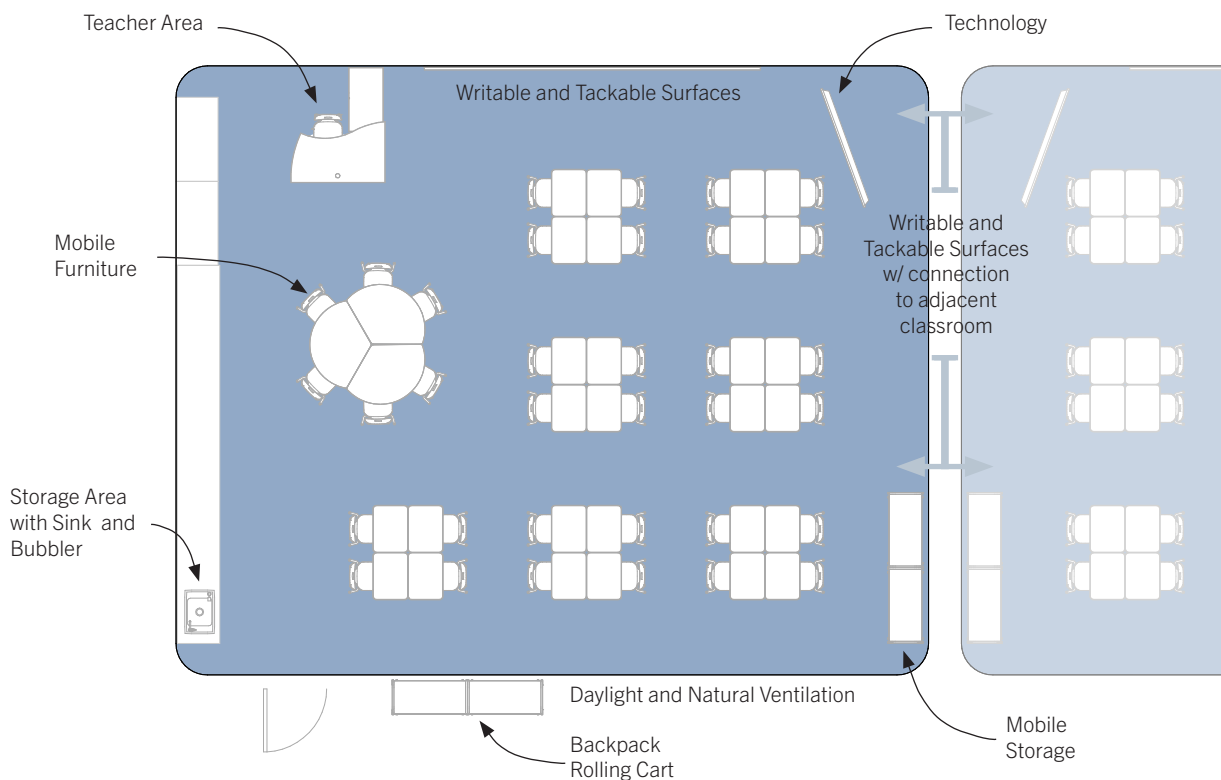 Teacher Area
Technology
Writable and Tackable Surfaces
Mobile
Furniture
Writable and
Tackable Surfaces
w/ connection
to adjacent
classroom
Storage Area
with Sink and
Bubbler
Daylight and Natural Ventilation
Backpack
Rolling Cart
Mobile
Storage